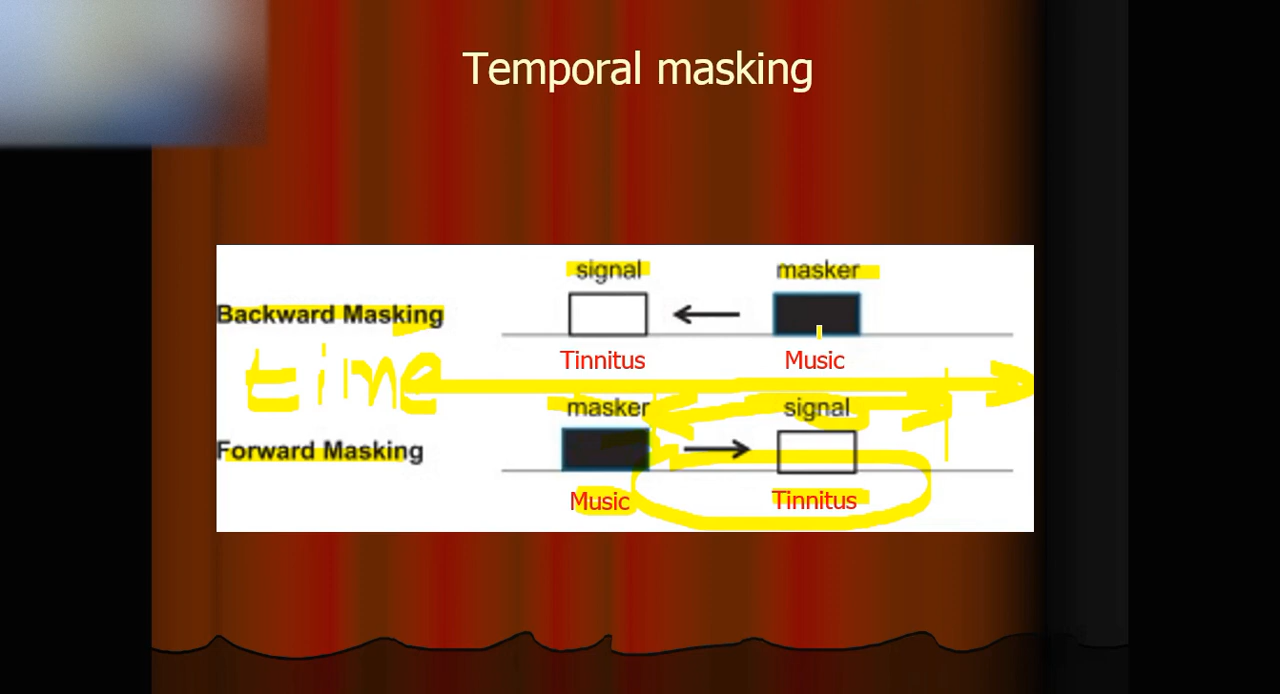 Temporal masking
signal masker
Backward Masking
Tinnitus Music
time
masker signal
Forward Masking
Music Tinnitus